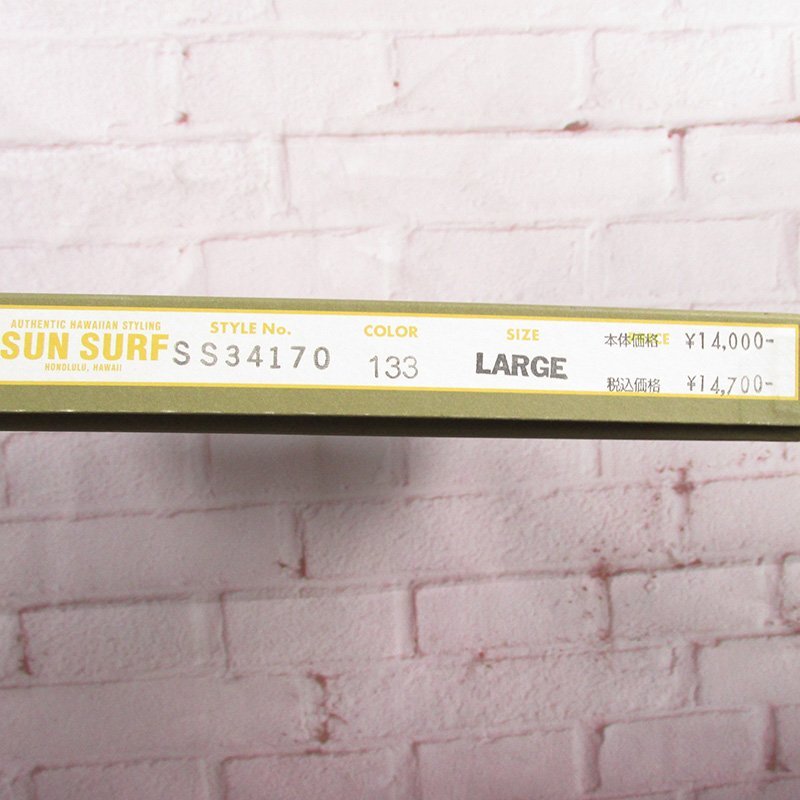 AUTHENTIC HAWAIIAN STYLING
SUN SURF
HONOLULU, HAWAII
STYLE No.
SS34170
COLOR
133
SIZE
LARGE
PRICE
本体価格 ¥14,000-
税込価格 ¥14,700-